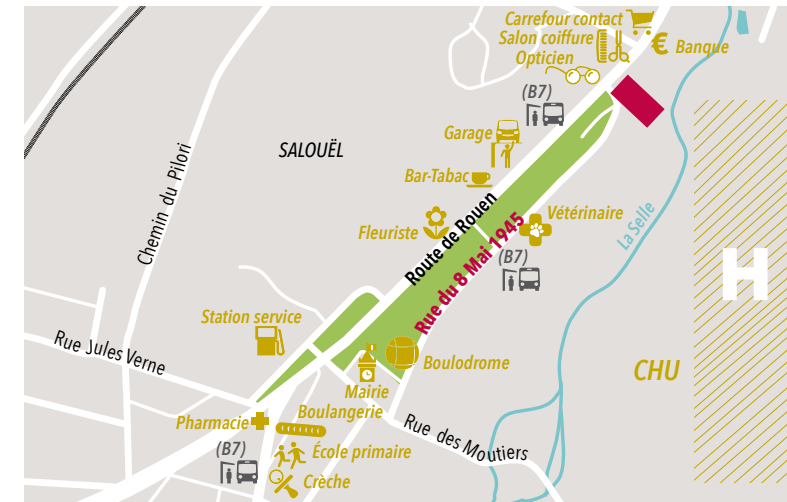 Carrefour contact
Salon coiffure
€ Banque
Opticien
(B7)
Garage
SALOUËL
Chemin du Pilori
Bar-Tabac
Route de Rouen
Vétérinaire
Fleuriste
La Selle
(B7)
Rue du 8 Mai 1945
H
Station service
Rue Jules Verne
Boulodrome
CHU
Mairie
Boulangerie
Pharmacie
Rue des Moutiers
(B7)
École primaire
Crèche